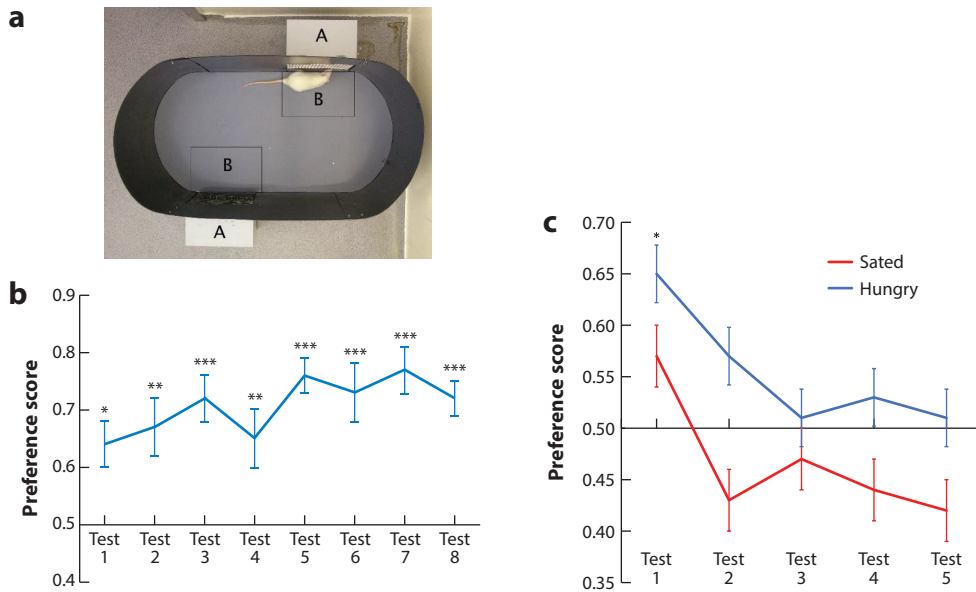 a
A
B
B
A
b
Preference score
0.9
0.8
0.7
0.6
0.5
0.4
*
**
***
**
***
***
***
***
Test 1
Test 2
Test 3
Test 4
Test 5
Test 6
Test 7
Test 8
c
Preference score
0.70
0.65
0.60
0.55
0.50
0.45
0.40
0.35
*
Sated
Hungry
Test 1
Test 2
Test 3
Test 4
Test 5